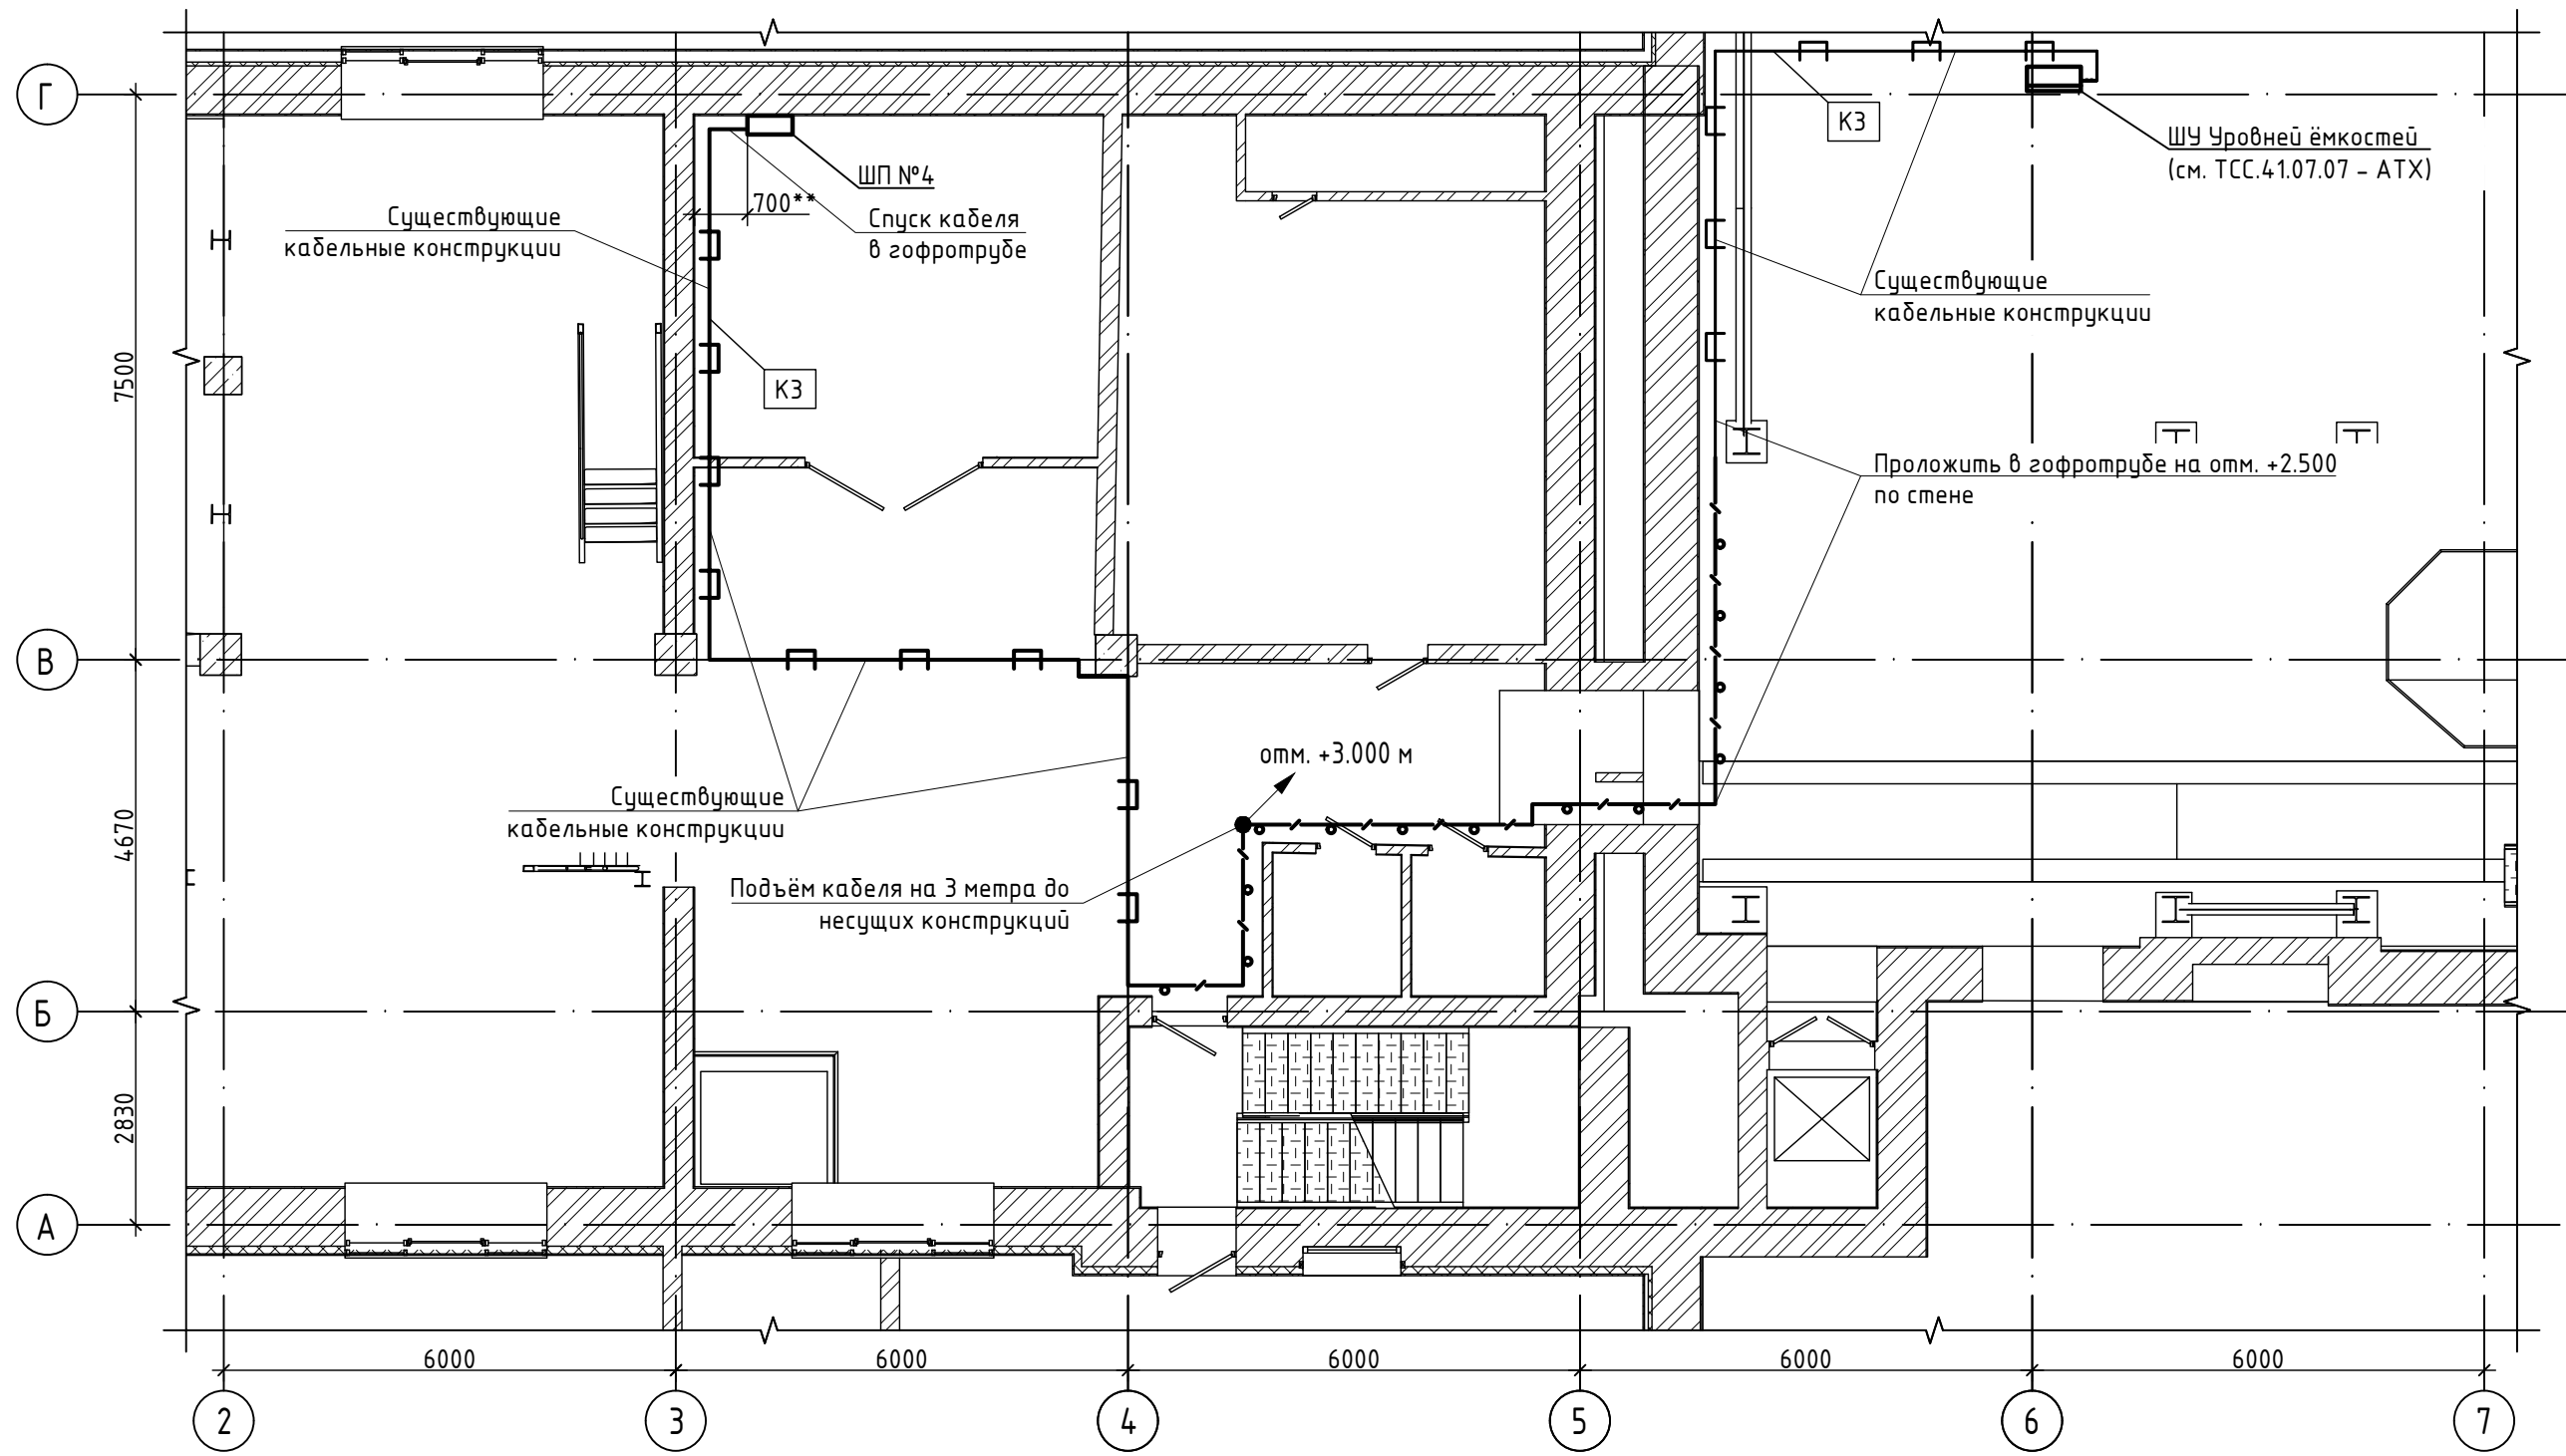 Г
К3
ШУ Уровней ёмкостей
(см. ТСС.41.07.07 – АТХ)
ШП №4
700**
Существующие
кабельные конструкции
Спуск кабеля
в гофротрубе
Существующие
кабельные конструкции
7500
К3
Проложить в гофротрубе на отм. +2.500
по стене
В
отм. +3.000 м
Существующие
кабельные конструкции
4670
Подъём кабеля на 3 метра до
несущих конструкций
Б
2830
А
6000
6000
6000
6000
6000
2
3
4
5
6
7